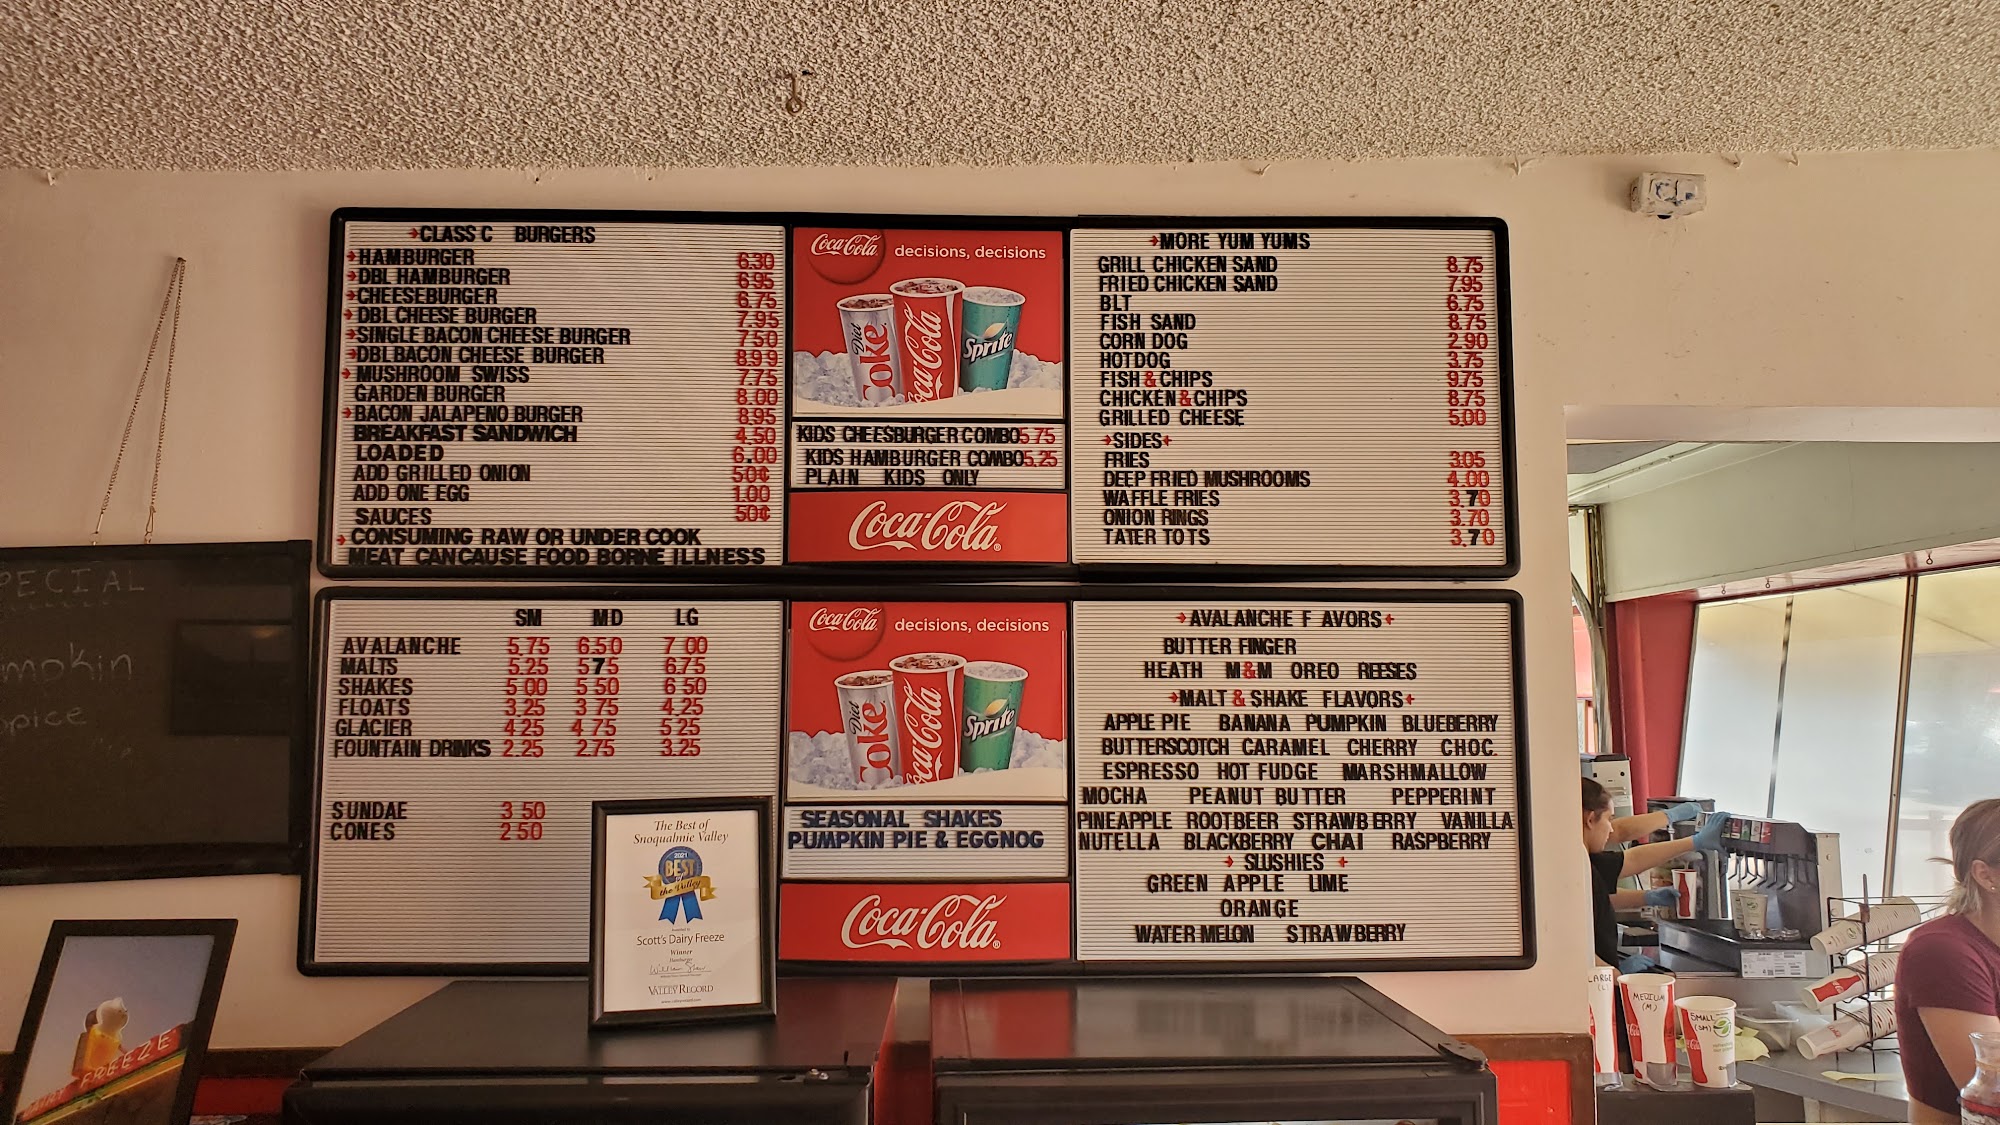 CLASS C BURGERS
HAMBURGER 6.30
DBL HAMBURGER 6.95
CHEESEBURGER 6.75
DBL CHEESE BURGER 7.95
SINGLE BACON CHEESE BURGER 7.50
DBL BACON CHEESE BURGER 8.99
MUSHROOM SWISS 7.75
GARDEN BURGER 8.00
BACON JALAPENO BURGER 8.95
BREAKFAST SANDWICH 4.50
LOADED 6.00
ADD GRILLED ONION 50¢
ADD ONE EGG 1.00
SAUCES 50¢
CONSUMING RAW OR UNDER COOK
MEAT CAN CAUSE FOOD BORNE ILLNESS
Coca-Cola decisions, decisions
Diet Coke Coca-Cola Sprite
KIDS CHEESBURGER COMBO 5.75
KIDS HAMBURGER COMBO 5.25
PLAIN KIDS ONLY
Coca-Cola
MORE YUM YUMS
GRILL CHICKEN SAND 8.75
FRIED CHICKEN SAND 7.95
BLT 6.75
FISH SAND 8.75
CORN DOG 2.90
HOTDOG 3.75
FISH & CHIPS 9.75
CHICKEN & CHIPS 8.75
GRILLED CHEESE 5.00
SIDES
FRIES 3.05
DEEP FRIED MUSHROOMS 4.00
WAFFLE FRIES 3.70
ONION RINGS 3.70
TATER TOTS 3.70
SM MD LG
AVALANCHE 5.75 6.50 7 00
MALTS 5.25 575 6.75
SHAKES 5 00 5 50 6 50
FLOATS 3.25 3 75 4.25
GLACIER 4 25 4 75 5 25
FOUNTAIN DRINKS 2.25 2.75 3.25
SUNDAE 3 50
CONES 2 50
Coca-Cola decisions, decisions
Diet Coke Coca-Cola Sprite
SEASONAL SHAKES
PUMPKIN PIE & EGGNOG
Coca-Cola
AVALANCHE F AVORS
BUTTER FINGER
HEATH M&M OREO REESES
MALT & SHAKE FLAVORS
APPLE PIE BANANA PUMPKIN BLUEBERRY
BUTTERSCOTCH CARAMEL CHERRY CHOC.
ESPRESSO HOT FUDGE MARSHMALLOW
MOCHA PEANUT BUTTER PEPPERINT
PINEAPPLE ROOTBEER STRAWBERRY VANILLA
NUTELLA BLACKBERRY CHAI RASPBERRY
SLUSHIES
GREEN APPLE LIME
ORANGE
WATER MELON STRAWBERRY
PECIAL
mpkin
pice
The Best of
Snoqualmie Valley
2021
BEST
of
the Valley
Scott's Dairy Freeze
Winner
Hamburger
VALLEY RECORD
FREEZE
LARGE
(L)
MEDIUM
(M)
SMALL
(SM)